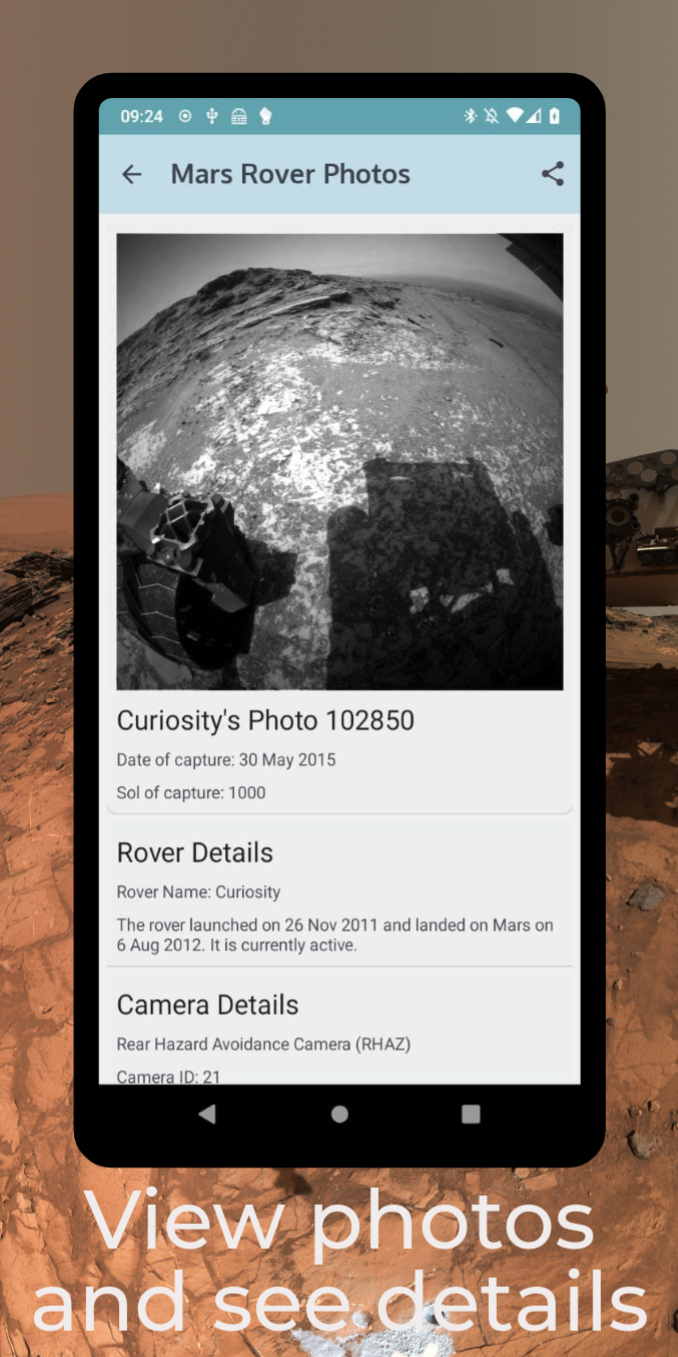 09:24
Mars Rover Photos
Curiosity's Photo 102850
Date of capture: 30 May 2015
Sol of capture: 1000
Rover Details
Rover Name: Curiosity
The rover launched on 26 Nov 2011 and landed on Mars on
6 Aug 2012. It is currently active.
Camera Details
Rear Hazard Avoidance Camera (RHAZ)
Camera ID: 21
View photos
and see details